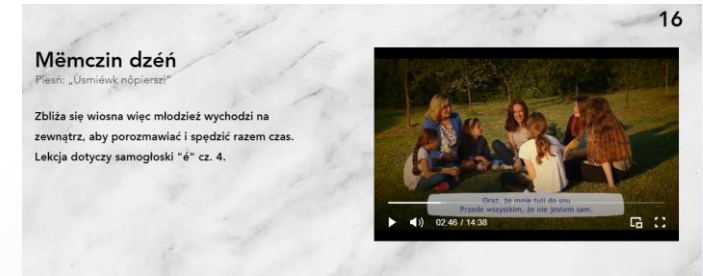 16
Mëmczin dzéń
Piesń: „Ùsmiéwk nôpierszi”
Zbliża się wiosna więc młodzież wychodzi na
zewnątrz, aby porozmawiać i spędzić razem czas.
Lekcja dotyczy samogłoski "é" cz. 4.
Oraz, że mnie tuli do snu
Przede wszystkim, że nie jestem sam.
02:46 / 14:38